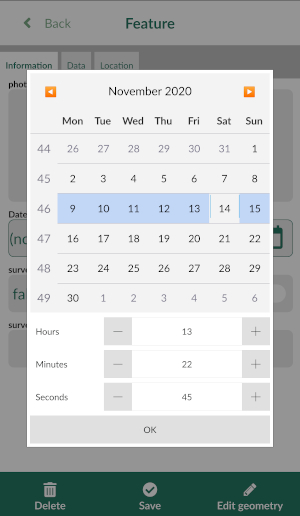 Back Feature
Information Data Location
phot
November 2020
Mon Tue Wed Thu Fri Sat Sun
44 26 27 28 29 30 31 1
45 2 3 4 5 6 7 8
46 9 10 11 12 13 14 15
47 16 17 18 19 20 21 22
48 23 24 25 26 27 28 29
49 30 1 2 3 4 5 6
Date
(no
surve
fa
surve
Hours — 13 +
Minutes — 22 +
Seconds — 45 +
OK
Delete Save Edit geometry